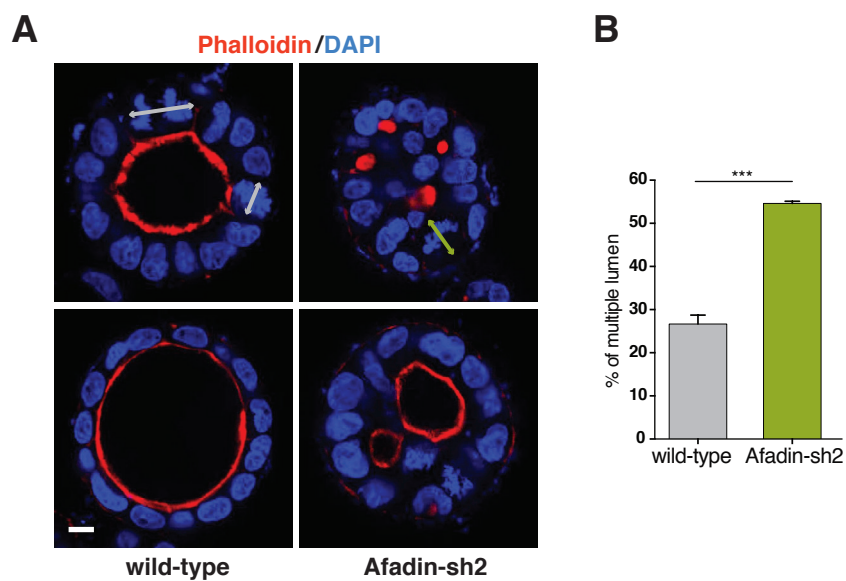 A
B
Phalloidin/DAPI
wild-type
Afadin-sh2
% of multiple lumen
60
50
40
30
20
10
0
***
wild-type
Afadin-sh2